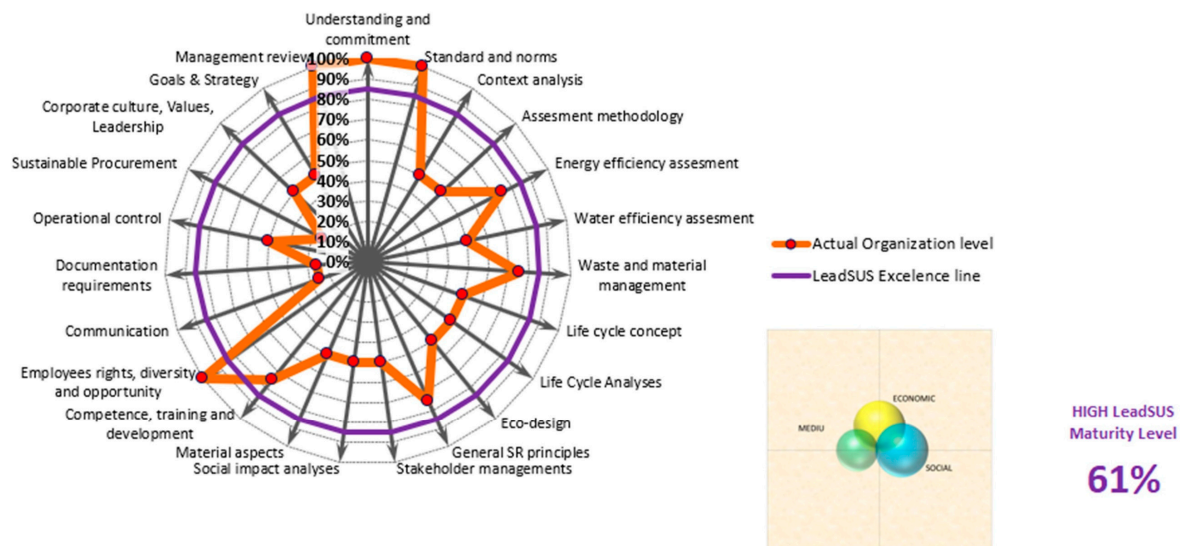 Understanding and
commitment
Standard and norms
Context analysis
Assesment methodology
Energy efficiency assesment
Water efficiency assesment
Waste and material
management
Life cycle concept
Life Cycle Analyses
Eco-design
General SR principles
Stakeholder managements
Social impact analyses
Material aspects
Competence, training and
development
Employees rights, diversity
and opportunity
Communication
Documentation
requirements
Operational control
Sustainable Procurement
Corporate culture, Values,
Leadership
Goals & Strategy
Management review
100%
90%
80%
70%
60%
50%
40%
30%
20%
10%
0%
Actual Organization level
LeadSUS Excelence line
ECONOMIC
MEDIU
SOCIAL
HIGH LeadSUS
Maturity Level
61%